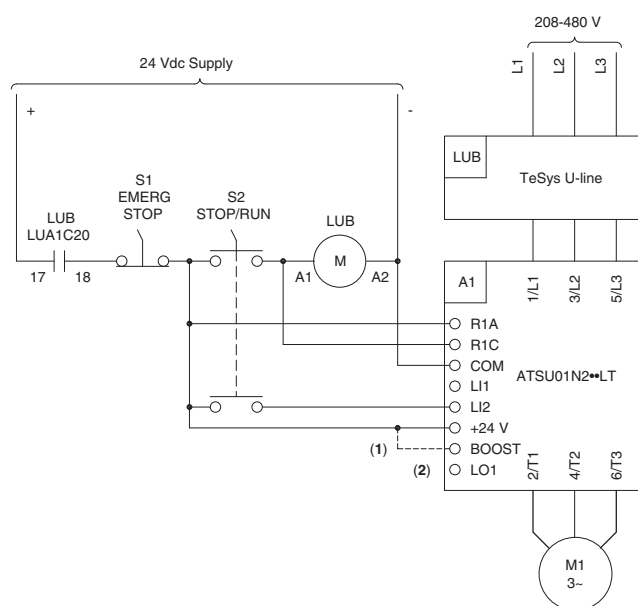 208-480 V
L1
L2
L3
24 Vdc Supply
+
-
LUB
TeSys U-line
S1
EMERG
STOP
S2
STOP/RUN
LUB
LUA1C20
LUB
M
17
18
A1
A2
A1
1/L1
3/L2
5/L3
R1A
R1C
COM
ATSU01N2••LT
LI1
LI2
+24 V
(1)
BOOST
(2)
LO1
2/T1
4/T2
6/T3
M1
3~